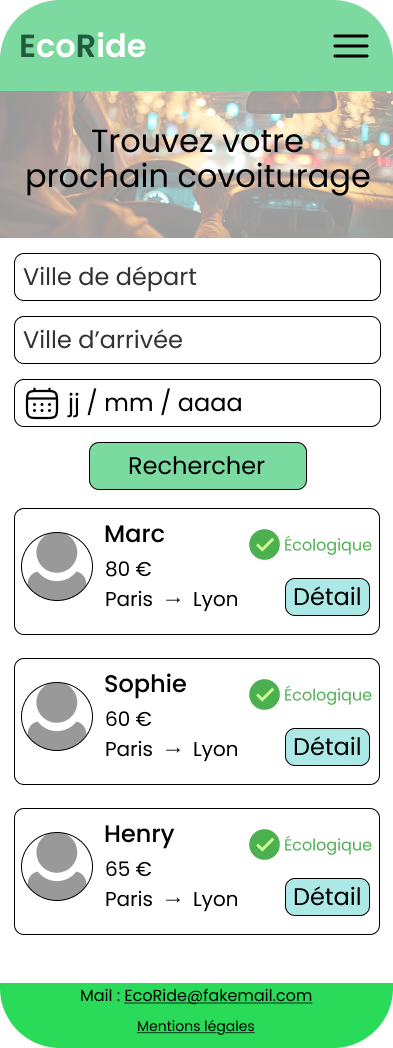 EcoRide
Trouvez votre
prochain covoiturage
Ville de départ
Ville d’arrivée
jj / mm / aaaa
Rechercher
Marc
Écologique
80 €
Paris → Lyon
Détail
Sophie
Écologique
60 €
Paris → Lyon
Détail
Henry
Écologique
65 €
Paris → Lyon
Détail
Mail : EcoRide@fakemail.com
Mentions légales